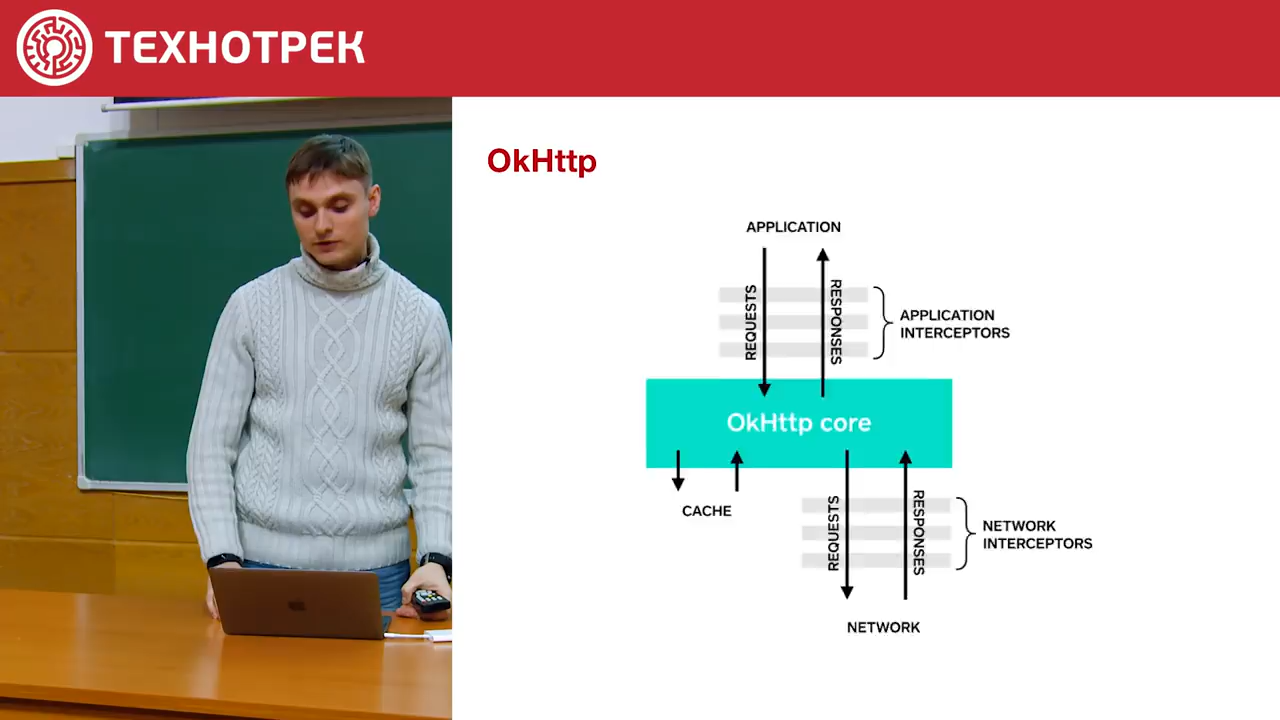 ТЕХНОТРЕК
OkHttp
APPLICATION
REQUESTS
RESPONSES
APPLICATION
INTERCEPTORS
OkHttp core
CACHE
REQUESTS
RESPONSES
NETWORK
INTERCEPTORS
NETWORK